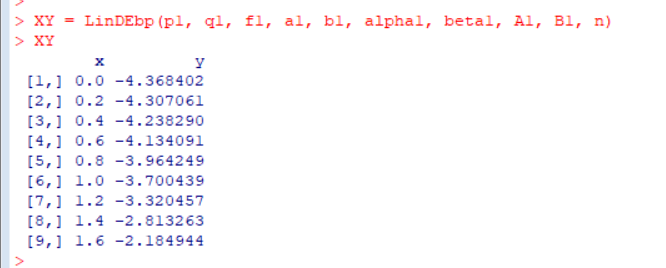 >
> XY = LinDEbp(p1, q1, f1, a1, b1, alpha1, beta1, A1, B1, n)
> XY
x y
[1,] 0.0 -4.368402
[2,] 0.2 -4.307061
[3,] 0.4 -4.238290
[4,] 0.6 -4.134091
[5,] 0.8 -3.964249
[6,] 1.0 -3.700439
[7,] 1.2 -3.320457
[8,] 1.4 -2.813263
[9,] 1.6 -2.184944
>